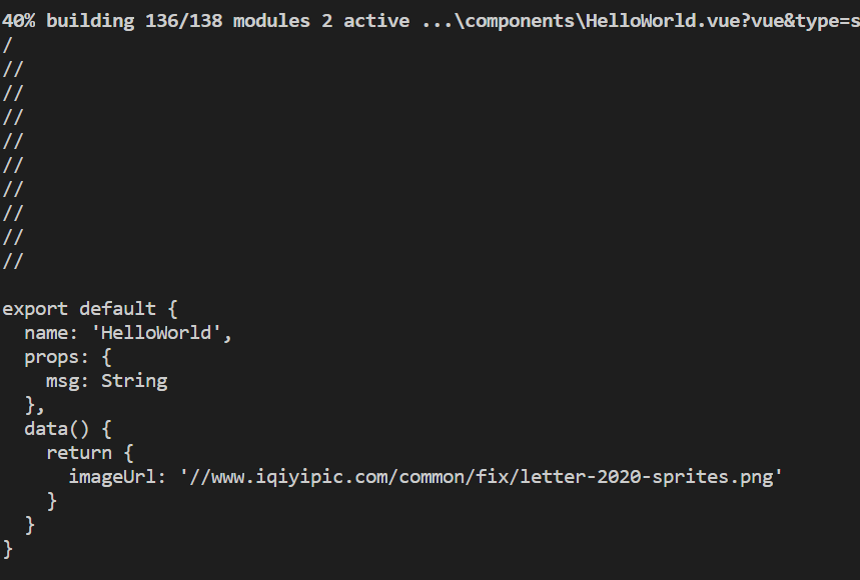 40% building 136/138 modules 2 active ...\components\HelloWorld.vue?vue&type=s
/
//
//
//
//
//
//
//
//
//
export default {
  name: 'HelloWorld',
  props: {
    msg: String
  },
  data() {
    return {
      imageUrl: '//www.iqiyipic.com/common/fix/letter-2020-sprites.png'
    }
  }
}